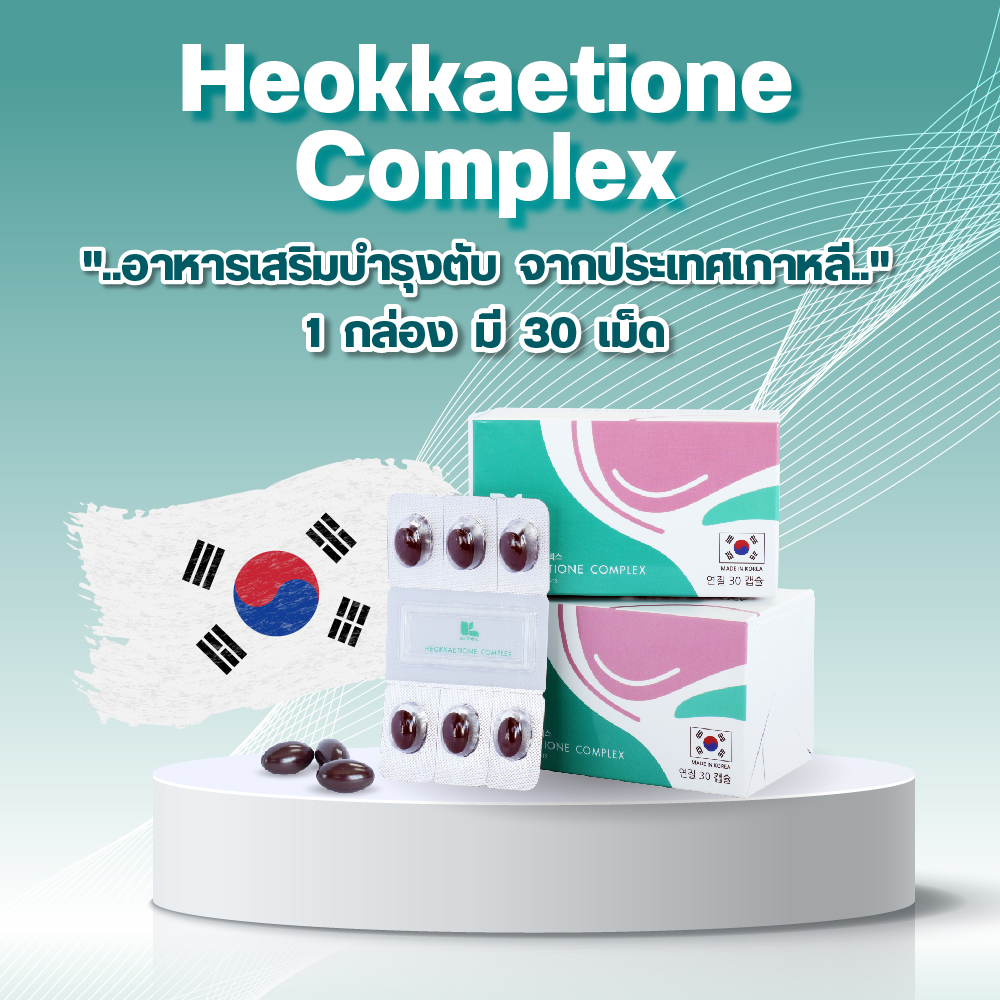 Heokkaetione
Complex
"..อาหารเสริมบำรุงตับ จากประเทศเกาหลี.."
1 กล่อง มี 30 เม็ด
TIONE COMPLEX
MADE IN KOREA
연질 30 캡슐
HEOKKAETIONE COMPLEX
TIONE COMPLEX
MADE IN KOREA
연질 30 캡슐